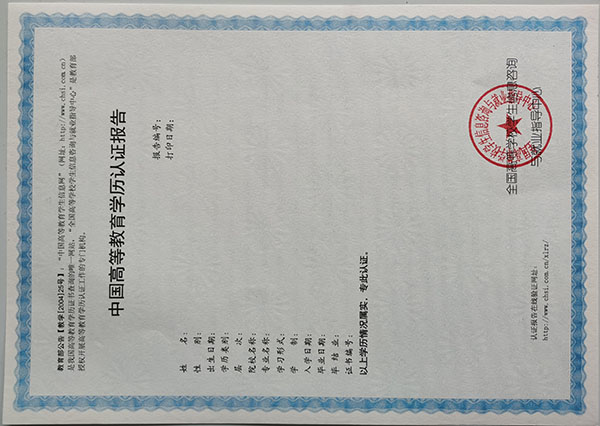 教育部公告【教学[2004]25号】："中国高等教育学生信息网"（网址：http://www.chsi.com.cn）
是我国高等教育学历证书查询的唯一网站。"全国高等学校学生信息咨询与就业指导中心"是教育部
授权开展高等教育学历认证工作的专门机构。
中国高等教育学历认证报告
报告编号：
打印日期：
姓 名：
性 别：
出生日期：
学历类别：
层 次：
院校名称：
专业名称：
学习形式：
学 制：
入学日期：
毕业日期：
毕 结 业：
证书编号：
以上学历情况属实，专此认证。
全国高等学校学生信息咨询
与就业指导中心
认证报告在线验证网址：
http://www.chsi.com.cn/xlrz/